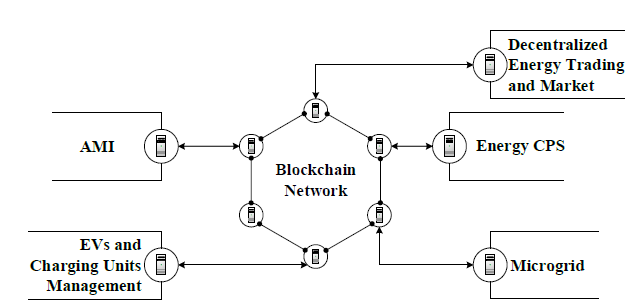 Decentralized
Energy Trading
and Market
AMI
Blockchain
Network
Energy CPS
EVs and
Charging Units
Management
Microgrid